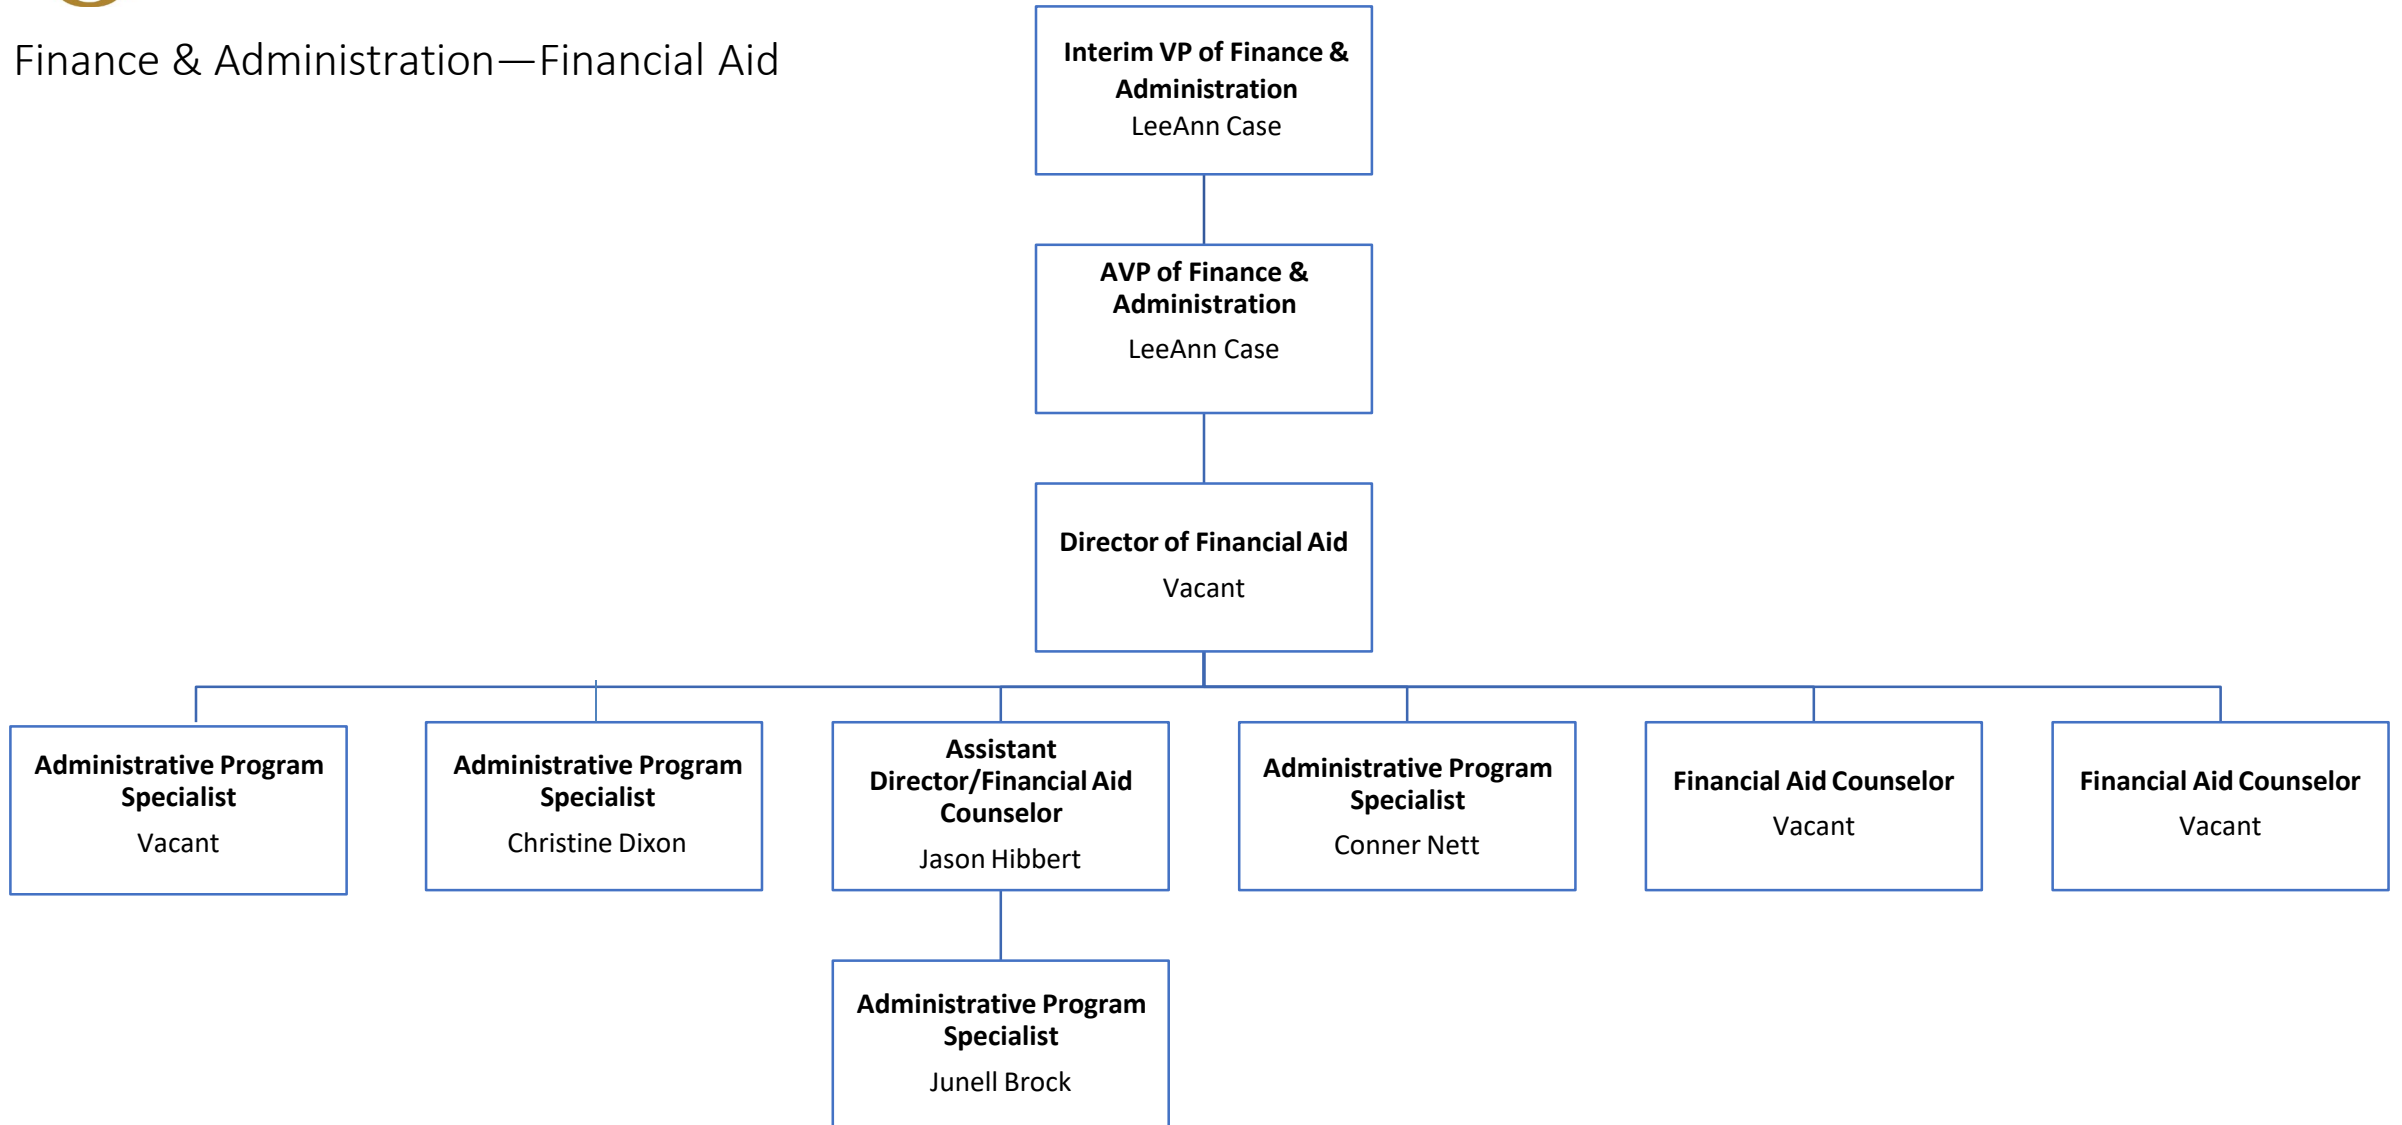 Finance & Administration—Financial Aid
Interim VP of Finance &
Administration
LeeAnn Case
AVP of Finance &
Administration
LeeAnn Case
Director of Financial Aid
Vacant
Administrative Program
Specialist
Vacant
Administrative Program
Specialist
Christine Dixon
Assistant
Director/Financial Aid
Counselor
Jason Hibbert
Administrative Program
Specialist
Conner Nett
Financial Aid Counselor
Vacant
Financial Aid Counselor
Vacant
Administrative Program
Specialist
Junell Brock